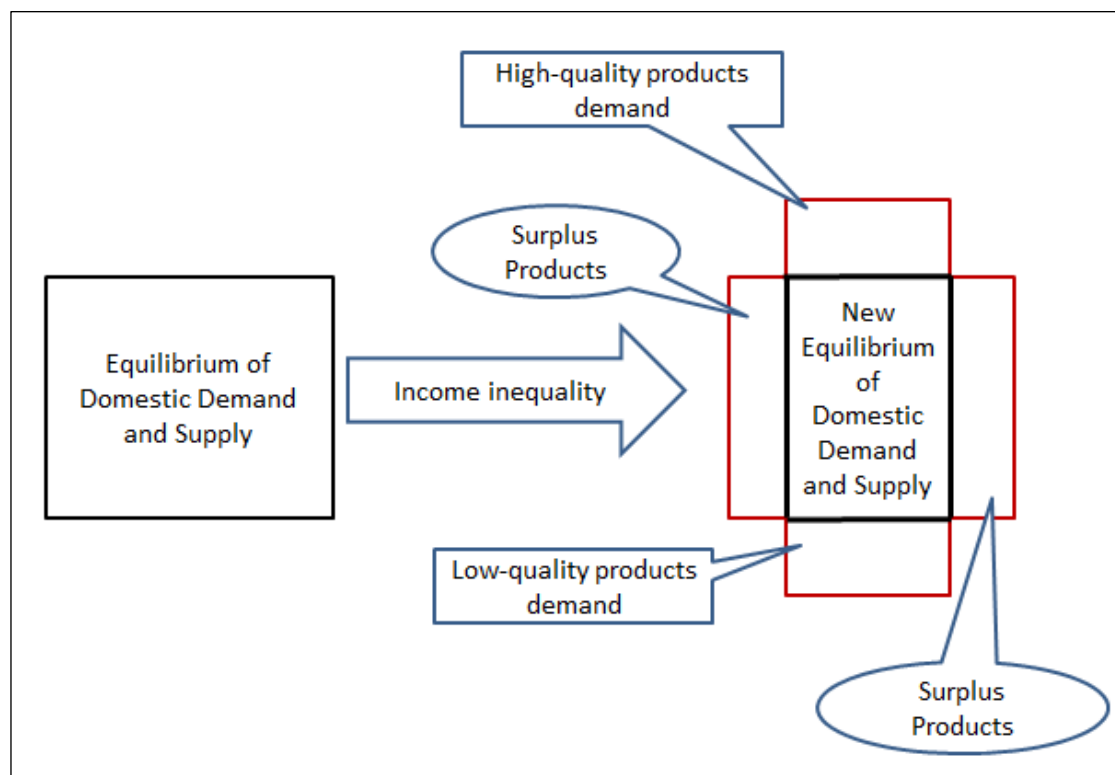 High-quality products
demand
Surplus
Products
Equilibrium of
Domestic Demand
and Supply
Income inequality
New
Equilibrium
of
Domestic
Demand
and Supply
Low-quality products
demand
Surplus
Products